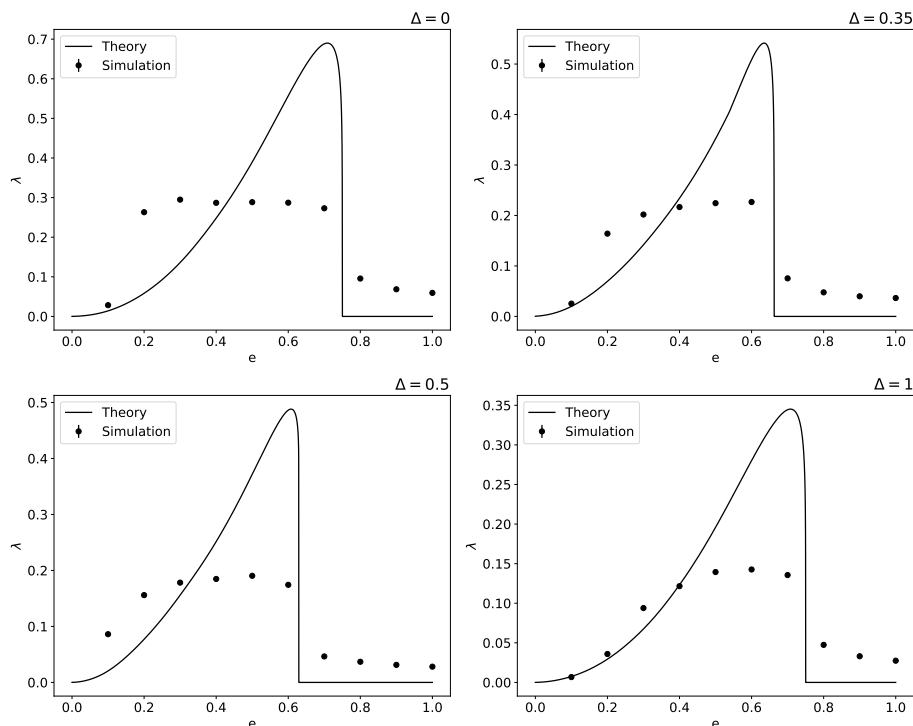 Δ = 0
Theory
Simulation
0.7
0.6
0.5
0.4
0.3
0.2
0.1
0.0
λ
0.0 0.2 0.4 0.6 0.8 1.0
e
Δ = 0.35
Theory
Simulation
0.5
0.4
0.3
0.2
0.1
0.0
λ
0.0 0.2 0.4 0.6 0.8 1.0
e
Δ = 0.5
Theory
Simulation
0.5
0.4
0.3
0.2
0.1
0.0
λ
0.0 0.2 0.4 0.6 0.8 1.0
e
Δ = 1
Theory
Simulation
0.35
0.30
0.25
0.20
0.15
0.10
0.05
0.00
λ
0.0 0.2 0.4 0.6 0.8 1.0
e